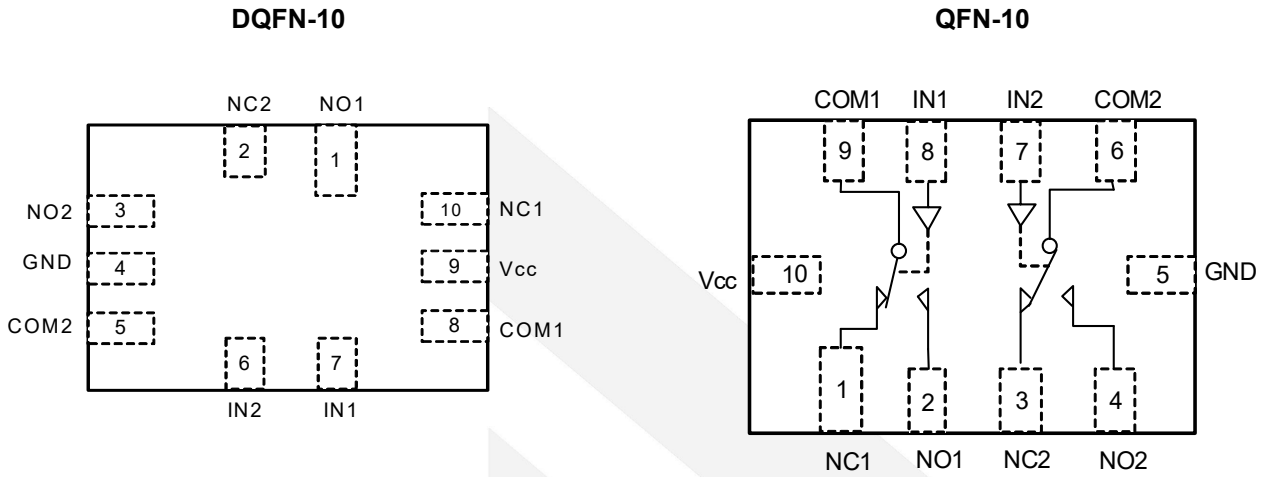 DQFN-10
NC2 NO1
2 1
NO2 3 10 NC1
GND 4 9 Vcc
COM2 5 8 COM1
6 7
IN2 IN1
QFN-10
COM1 IN1 IN2 COM2
9 8 7 6
Vcc 10 5 GND
1 2 3 4
NC1 NO1 NC2 NO2